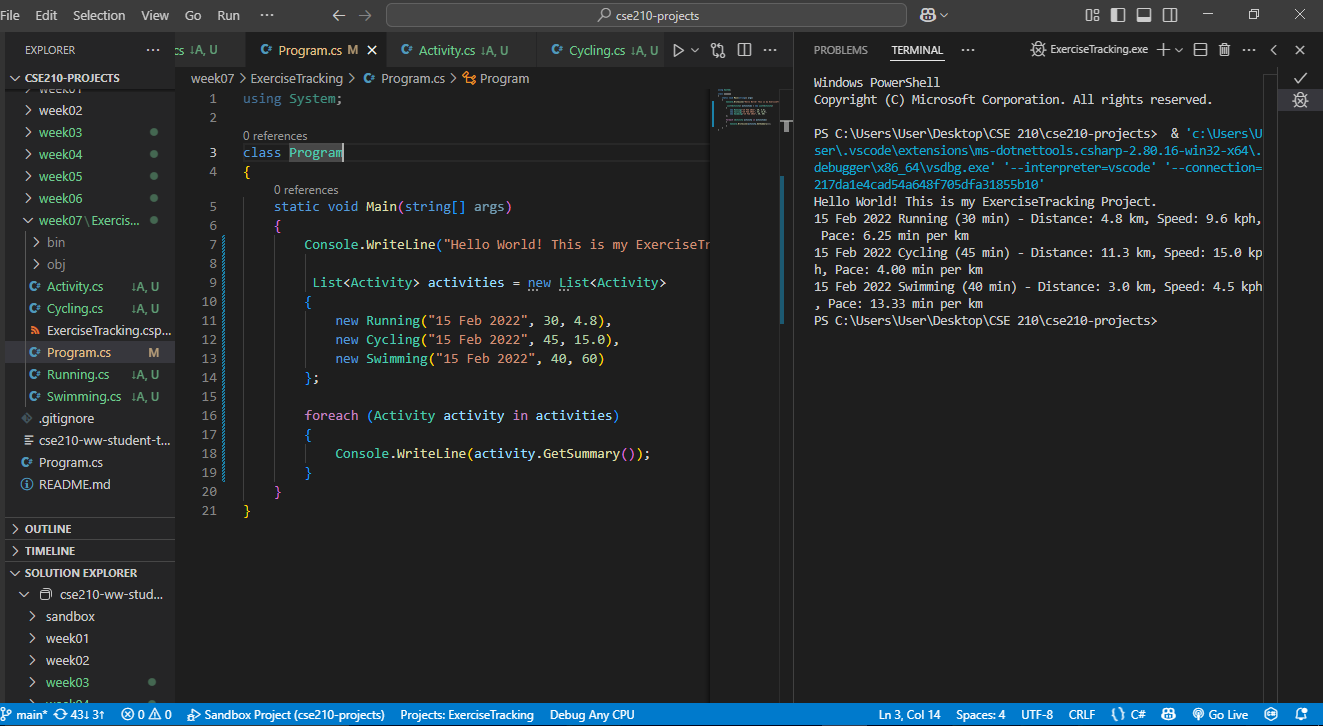 File Edit Selection View Go Run ··· cse210-projects
EXPLORER ···
CSE210-PROJECTS
week01
week02
week03
week04
week05
week06
week07\Exercis...
bin
obj
Activity.cs ↓A, U
Cycling.cs ↓A, U
ExerciseTracking.csp...
Program.cs M
Running.cs ↓A, U
Swimming.cs ↓A, U
.gitignore
cse210-ww-student-t...
Program.cs
README.md
OUTLINE
TIMELINE
SOLUTION EXPLORER
cse210-ww-stud...
sandbox
week01
week02
week03
cs ↓A, U Program.cs M Activity.cs ↓A, U Cycling.cs ↓A, U
week07 > ExerciseTracking > Program.cs > Program
1 using System;
2
0 references
3 class Program
4 {
0 references
5 static void Main(string[] args)
6 {
7 Console.WriteLine("Hello World! This is my ExerciseTr
8
9 List<Activity> activities = new List<Activity>
10 {
11 new Running("15 Feb 2022", 30, 4.8),
12 new Cycling("15 Feb 2022", 45, 15.0),
13 new Swimming("15 Feb 2022", 40, 60)
14 };
15
16 foreach (Activity activity in activities)
17 {
18 Console.WriteLine(activity.GetSummary());
19 }
20 }
21 }
PROBLEMS TERMINAL ··· ExerciseTracking.exe
Windows PowerShell
Copyright (C) Microsoft Corporation. All rights reserved.
PS C:\Users\User\Desktop\CSE 210\cse210-projects> & 'c:\Users\U
ser\.vscode\extensions\ms-dotnettools.csharp-2.80.16-win32-x64\.
debugger\x86_64\vsdbg.exe' '--interpreter=vscode' '--connection=
217da1e4cad54a648f705dfa31855b10'
Hello World! This is my ExerciseTracking Project.
15 Feb 2022 Running (30 min) - Distance: 4.8 km, Speed: 9.6 kph,
Pace: 6.25 min per km
15 Feb 2022 Cycling (45 min) - Distance: 11.3 km, Speed: 15.0 kp
h, Pace: 4.00 min per km
15 Feb 2022 Swimming (40 min) - Distance: 3.0 km, Speed: 4.5 kph
, Pace: 13.33 min per km
PS C:\Users\User\Desktop\CSE 210\cse210-projects>
main* 43↓ 3↑ 0 0 Sandbox Project (cse210-projects) Projects: ExerciseTracking Debug Any CPU Ln 3, Col 14 Spaces: 4 UTF-8 CRLF {} C# Go Live